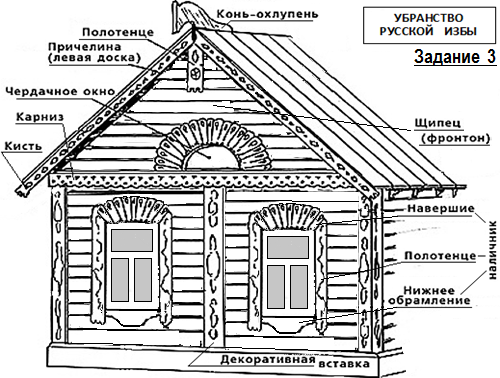 Конь-охлупень
УБРАНСТВО
РУССКОЙ ИЗБЫ
Задание 3
Полотенце
Причелина
(левая доска)
Чердачное окно
Карниз
Кисть
Щипец
(фронтон)
Навершие
Полотенце
Нижнее
обрамление
наличник
Декоративная
вставка